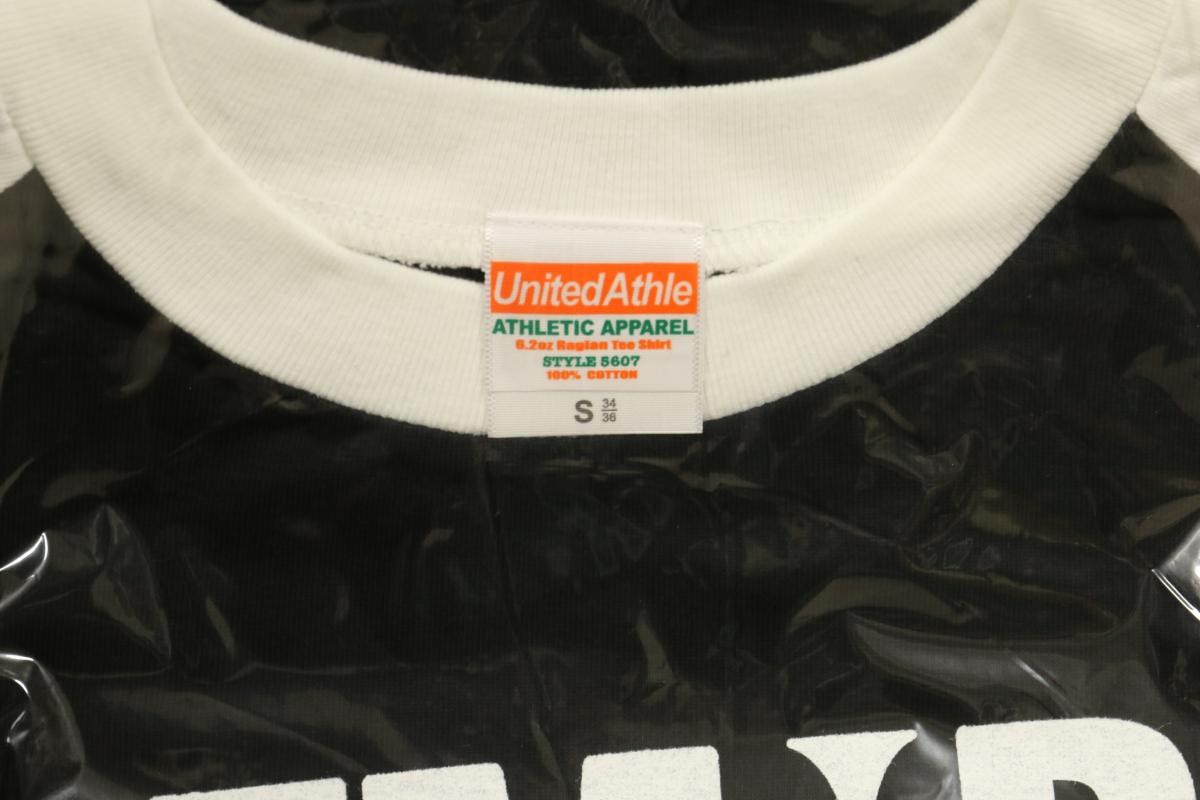 UnitedAthle
ATHLETIC APPAREL
6.2oz Raglan Tee Shirt
STYLE 5607
100% COTTON
S 34
36